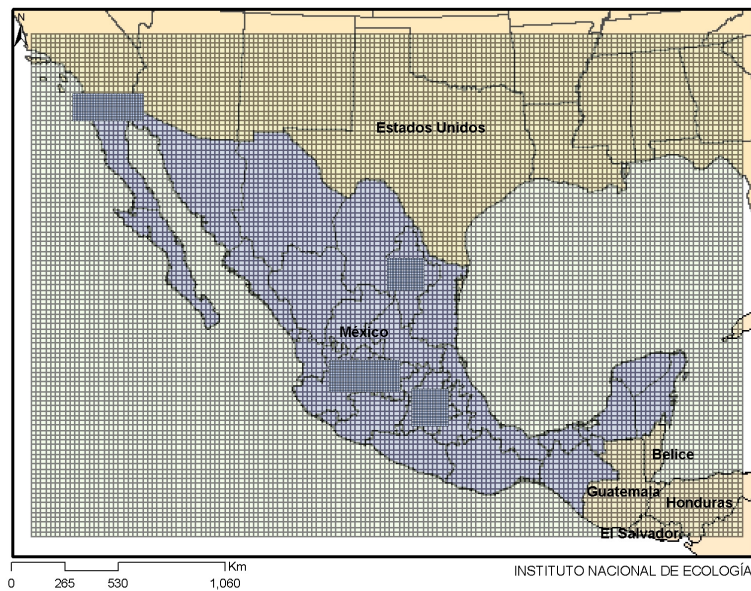 N
Estados Unidos
México
Belice
Guatemala
Honduras
El Salvador
Km
0 265 530 1,060
INSTITUTO NACIONAL DE ECOLOGÍA